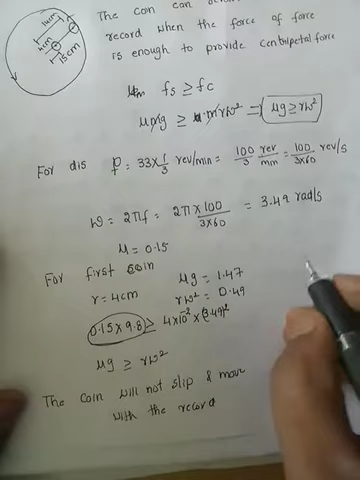 The coin can
record when the force of force
is enough to provide centripetal force
14cm
4cm
15cm
fs ≥ fc
μmg ≥ mrω² = μg ≥ rω²
For dis f = 33 × 1/3 rev/min = 100/3 rev/min = 100/3×60 rev/s
ω = 2πf = 2π × 100/3×60 = 3.49 rad/s
μ = 0.15
For first coin
r = 4cm
μg = 1.47
rω² = 0.49
0.15 × 9.8 ≥ 4×10⁻² × (3.49)²
μg ≥ rω²
The coin will not slip & move
with the record